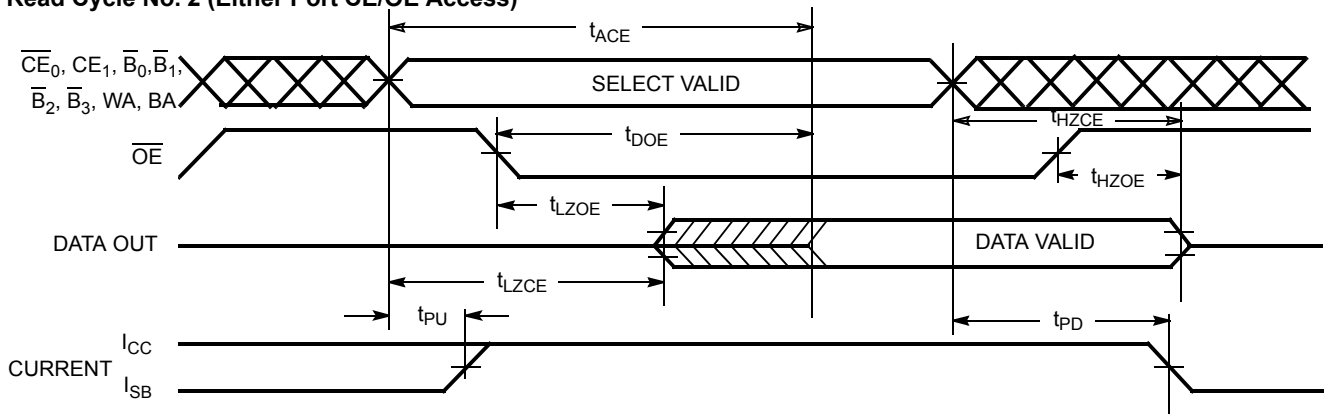 Read Cycle No. 2 (Either Port CE/OE Access)
tACE
CE0, CE1, B0,B1,
B2, B3, WA, BA
SELECT VALID
tHZCE
tDOE
OE
tHZOE
tLZOE
DATA OUT
DATA VALID
tLZCE
tPU
tPD
ICC
CURRENT
ISB